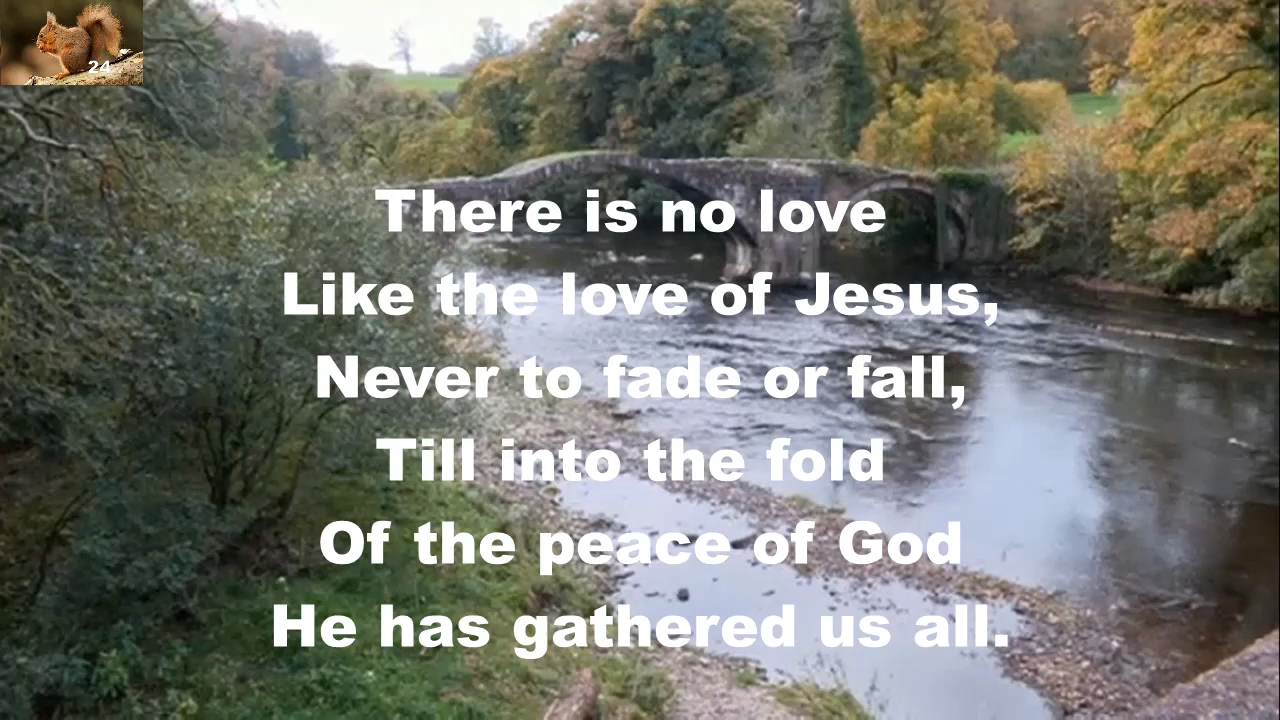 24
There is no love
Like the love of Jesus,
Never to fade or fall,
Till into the fold
Of the peace of God
He has gathered us all.